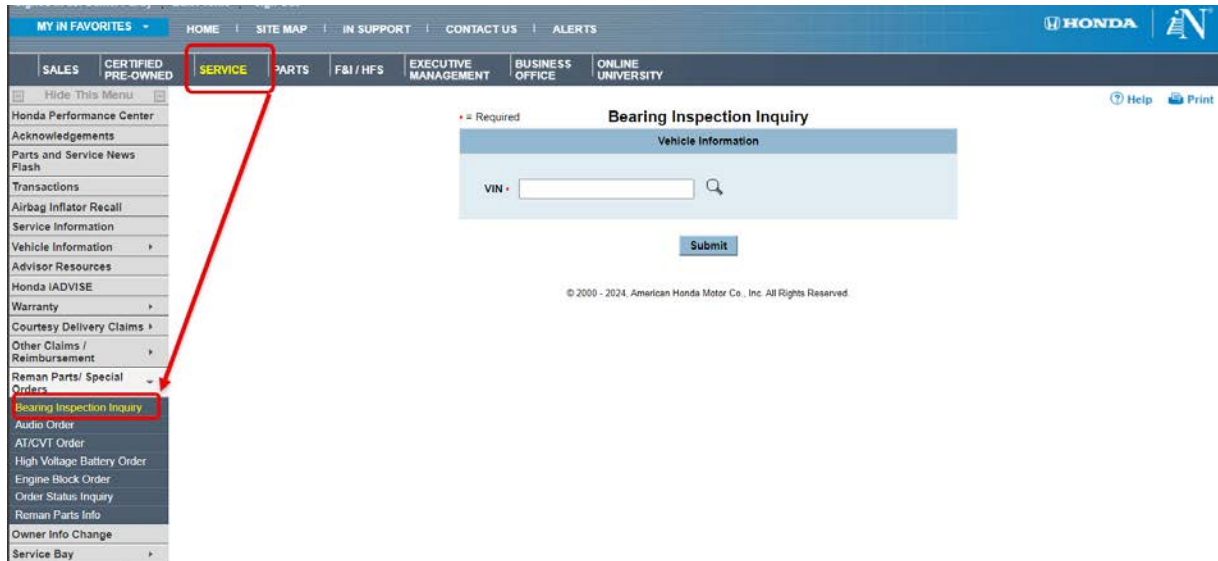 MY iN FAVORITES
HOME | SITE MAP | iN SUPPORT | CONTACT US | ALERTS
HONDA iN
SALES
CERTIFIED
PRE-OWNED
SERVICE
PARTS
F&I / HFS
EXECUTIVE
MANAGEMENT
BUSINESS
OFFICE
ONLINE
UNIVERSITY
Hide This Menu
Honda Performance Center
Acknowledgements
Parts and Service News
Flash
Transactions
Airbag Inflator Recall
Service Information
Vehicle Information
Advisor Resources
Honda iADVISE
Warranty
Courtesy Delivery Claims
Other Claims /
Reimbursement
Reman Parts/ Special
Orders
Bearing Inspection Inquiry
Audio Order
AT/CVT Order
High Voltage Battery Order
Engine Block Order
Order Status Inquiry
Reman Parts Info
Owner Info Change
Service Bay
Help Print
• = Required
Bearing Inspection Inquiry
Vehicle Information
VIN •
Submit
© 2000 - 2024, American Honda Motor Co., Inc. All Rights Reserved.